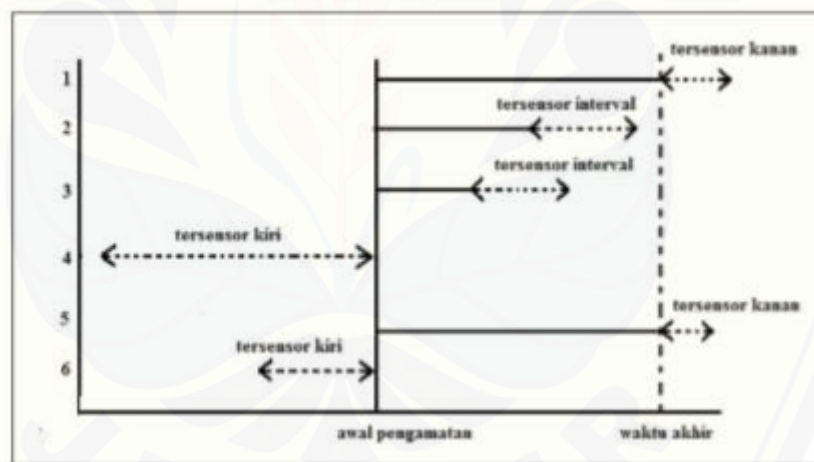 tersensor kanan
1
tersensor interval
2
tersensor interval
3
tersensor kiri
4
tersensor kanan
5
tersensor kiri
6
awal pengamatan waktu akhir